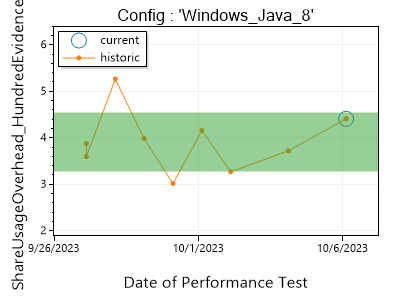 Config : 'Windows_Java_8'
current
historic
ShareUsageOverhead_HundredEvidence
6
5
4
3
2
9/26/2023
10/1/2023
10/6/2023
Date of Performance Test